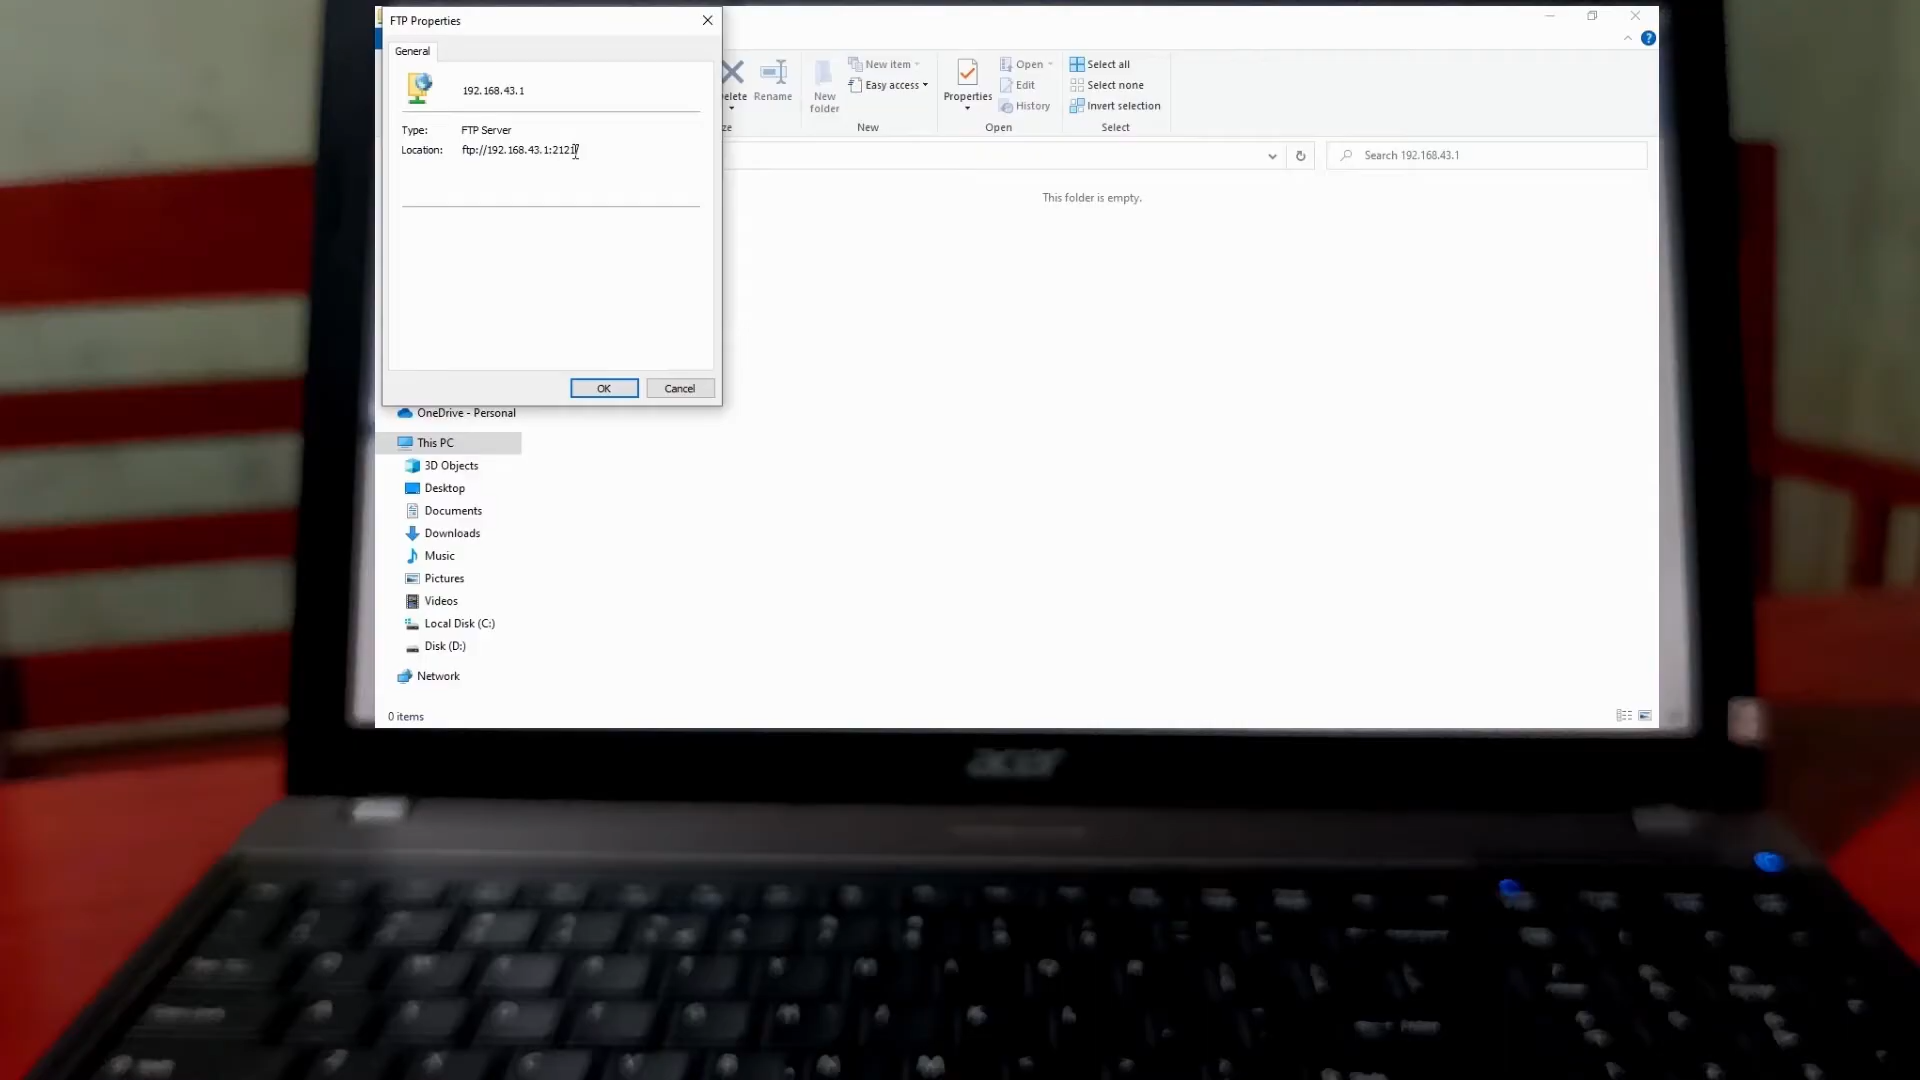 FTP Properties
General
192.168.43.1
Type: FTP Server
Location: ftp://192.168.43.1:2121/
OK
Cancel
Rename
New folder
New item
Easy access
New
Properties
Open
Edit
History
Open
Select all
Select none
Invert selection
Select
Search 192.168.43.1
This folder is empty.
OneDrive - Personal
This PC
3D Objects
Desktop
Documents
Downloads
Music
Pictures
Videos
Local Disk (C:)
Disk (D:)
Network
0 items
acer